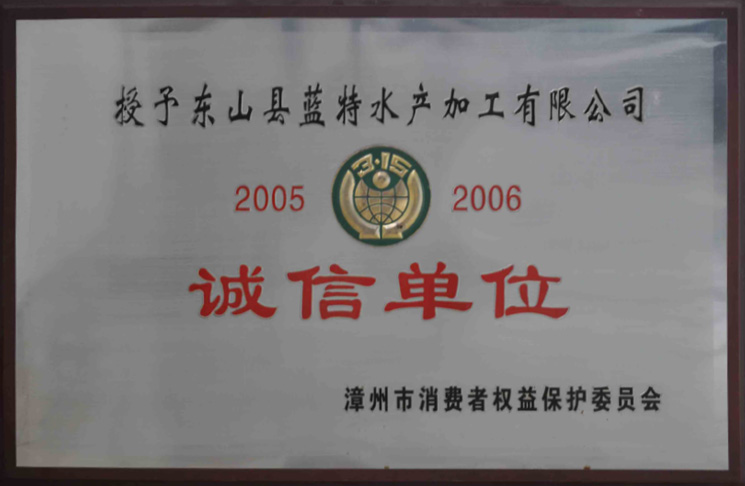 授予东山县蓝特水产加工有限公司
3·15
2005 2006
诚信单位
漳州市消费者权益保护委员会